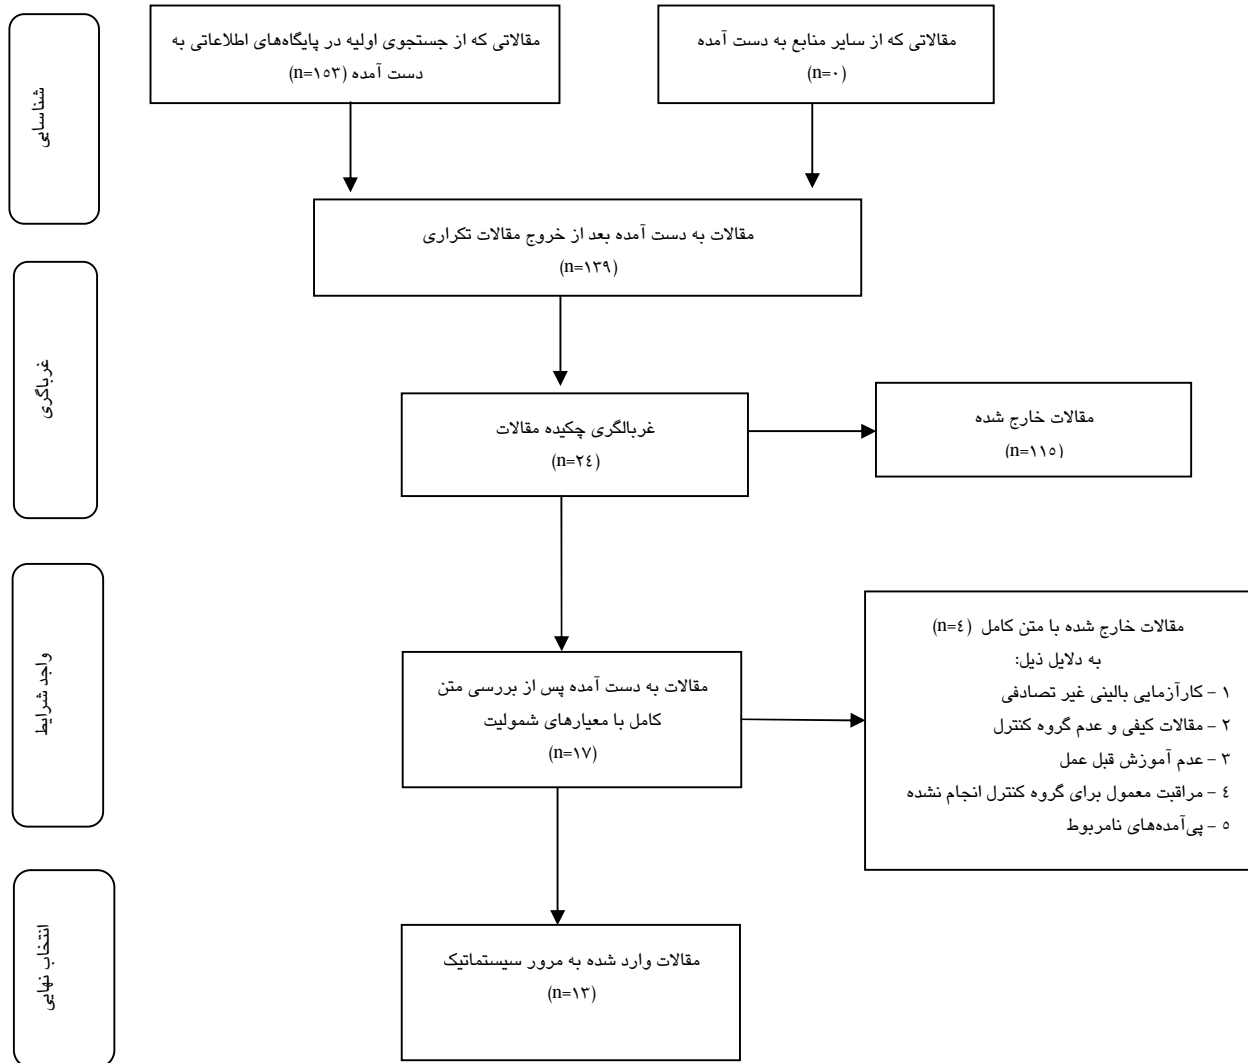 شناسایی
مقالاتی که از جستجوی اولیه در پایگاه‌های اطلاعاتی به
دست آمده (n=۱۵۳)
مقالاتی که از سایر منابع به دست آمده
(n=۰)
مقالات به دست آمده بعد از خروج مقالات تکراری
(n=۱۳۹)
غرباگری
غربالگری چکیده مقالات
(n=۲٤)
مقالات خارج شده
(n=۱۱٥)
واجد شرایط
مقالات به دست آمده پس از بررسی متن
کامل با معیارهای شمولیت
(n=۱۷)
مقالات خارج شده با متن کامل (n=٤)
به دلایل ذیل:
۱ – کارآزمایی بالینی غیر تصادفی
۲ – مقالات کیفی و عدم گروه کنترل
۳ – عدم آموزش قبل عمل
٤ – مراقبت معمول برای گروه کنترل انجام نشده
٥ – پی‌آمدهای نامربوط
انتخاب نهایی
مقالات وارد شده به مرور سیستماتیک
(n=۱۳)